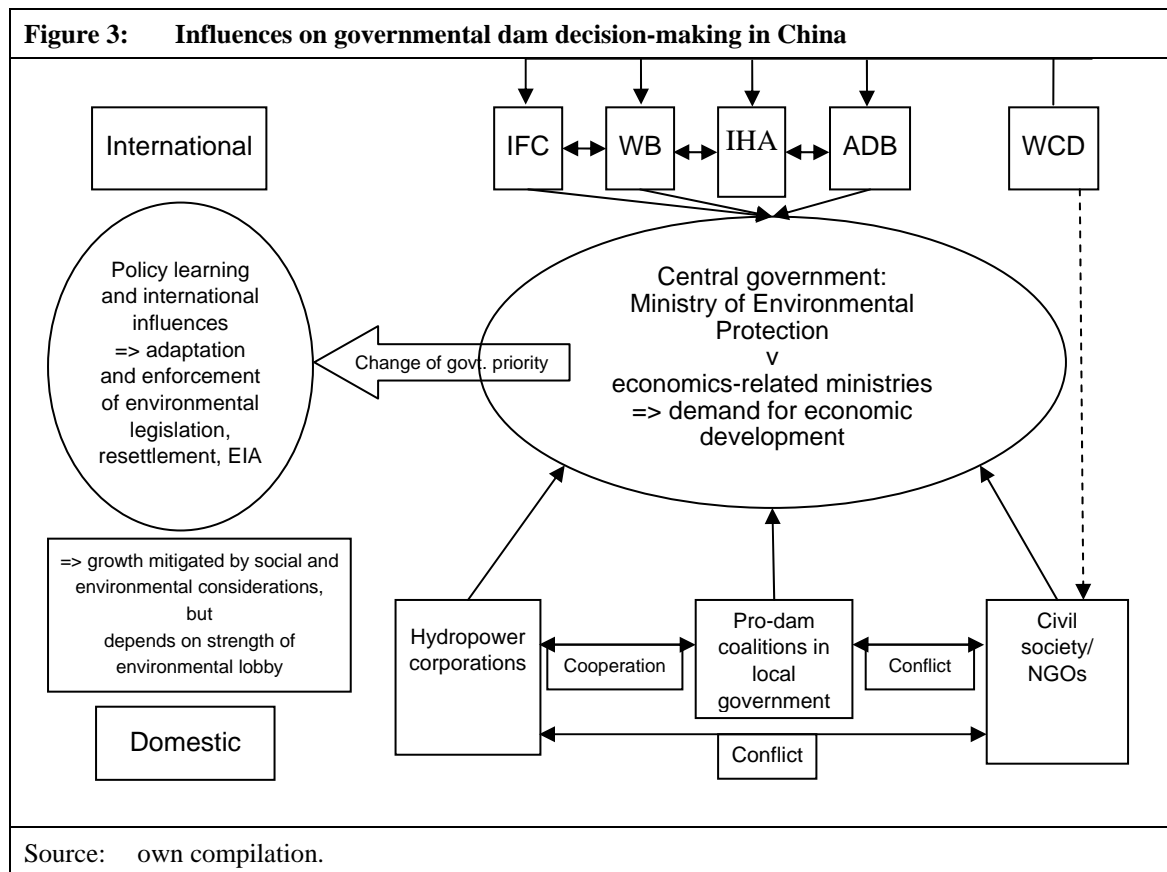 Figure 3: Influences on governmental dam decision-making in China
International
IFC
WB
IHA
ADB
WCD
Policy learning
and international
influences
=> adaptation
and enforcement
of environmental
legislation,
resettlement, EIA
Change of govt. priority
Central government:
Ministry of Environmental
Protection
v
economics-related ministries
=> demand for economic
development
=> growth mitigated by social and
environmental considerations,
but
depends on strength of
environmental lobby
Domestic
Hydropower
corporations
Cooperation
Pro-dam
coalitions in
local
government
Conflict
Civil
society/
NGOs
Conflict
Source: own compilation.